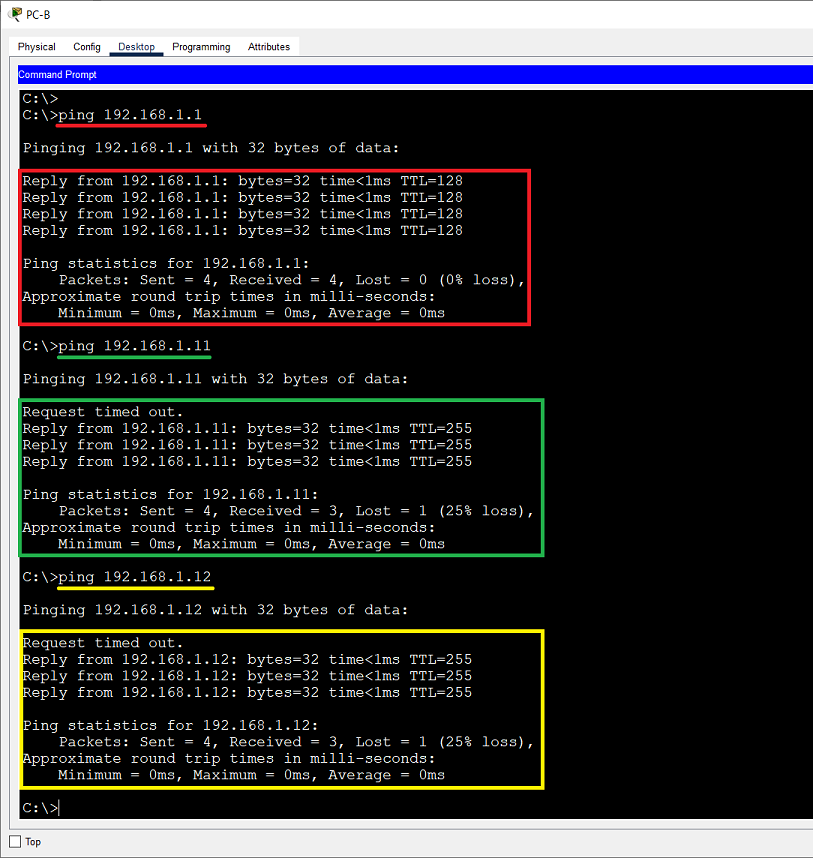 PC-B
Physical Config Desktop Programming Attributes
Command Prompt
C:\>
C:\>ping 192.168.1.1
Pinging 192.168.1.1 with 32 bytes of data:
Reply from 192.168.1.1: bytes=32 time<1ms TTL=128
Reply from 192.168.1.1: bytes=32 time<1ms TTL=128
Reply from 192.168.1.1: bytes=32 time<1ms TTL=128
Reply from 192.168.1.1: bytes=32 time<1ms TTL=128
Ping statistics for 192.168.1.1:
Packets: Sent = 4, Received = 4, Lost = 0 (0% loss),
Approximate round trip times in milli-seconds:
Minimum = 0ms, Maximum = 0ms, Average = 0ms
C:\>ping 192.168.1.11
Pinging 192.168.1.11 with 32 bytes of data:
Request timed out.
Reply from 192.168.1.11: bytes=32 time<1ms TTL=255
Reply from 192.168.1.11: bytes=32 time<1ms TTL=255
Reply from 192.168.1.11: bytes=32 time<1ms TTL=255
Ping statistics for 192.168.1.11:
Packets: Sent = 4, Received = 3, Lost = 1 (25% loss),
Approximate round trip times in milli-seconds:
Minimum = 0ms, Maximum = 0ms, Average = 0ms
C:\>ping 192.168.1.12
Pinging 192.168.1.12 with 32 bytes of data:
Request timed out.
Reply from 192.168.1.12: bytes=32 time<1ms TTL=255
Reply from 192.168.1.12: bytes=32 time<1ms TTL=255
Reply from 192.168.1.12: bytes=32 time<1ms TTL=255
Ping statistics for 192.168.1.12:
Packets: Sent = 4, Received = 3, Lost = 1 (25% loss),
Approximate round trip times in milli-seconds:
Minimum = 0ms, Maximum = 0ms, Average = 0ms
C:\>
Top